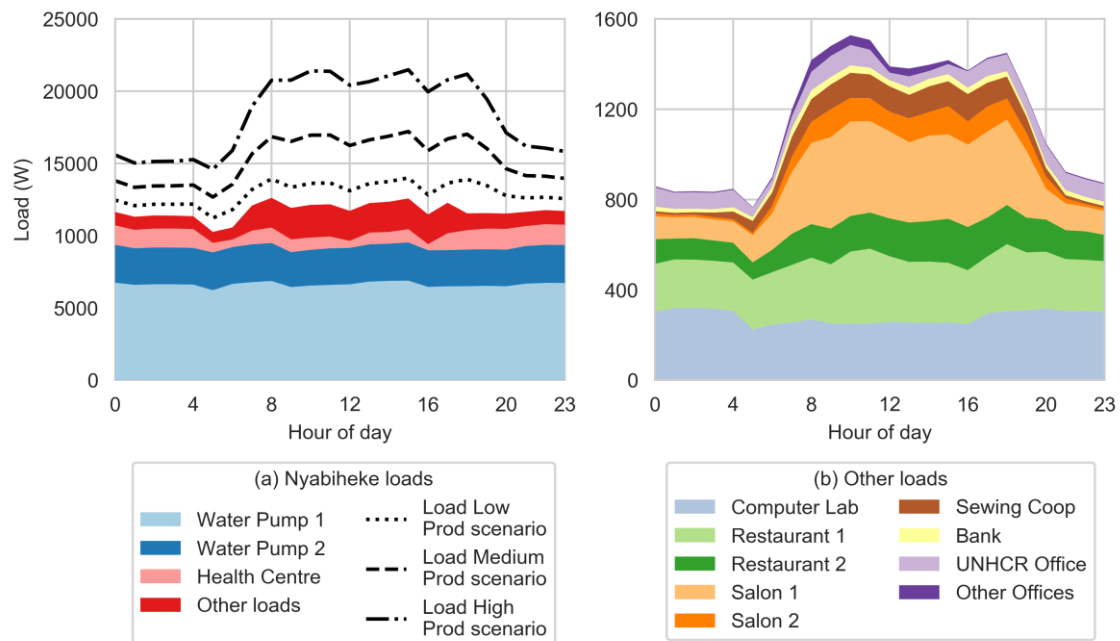 25000
20000
15000
10000
5000
0
Load (W)
0 4 8 12 16 20 23
Hour of day
1600
1200
800
400
0
0 4 8 12 16 20 23
Hour of day
(a) Nyabiheke loads
Water Pump 1
Water Pump 2
Health Centre
Other loads
Load Low
Prod scenario
Load Medium
Prod scenario
Load High
Prod scenario
(b) Other loads
Computer Lab
Restaurant 1
Restaurant 2
Salon 1
Salon 2
Sewing Coop
Bank
UNHCR Office
Other Offices